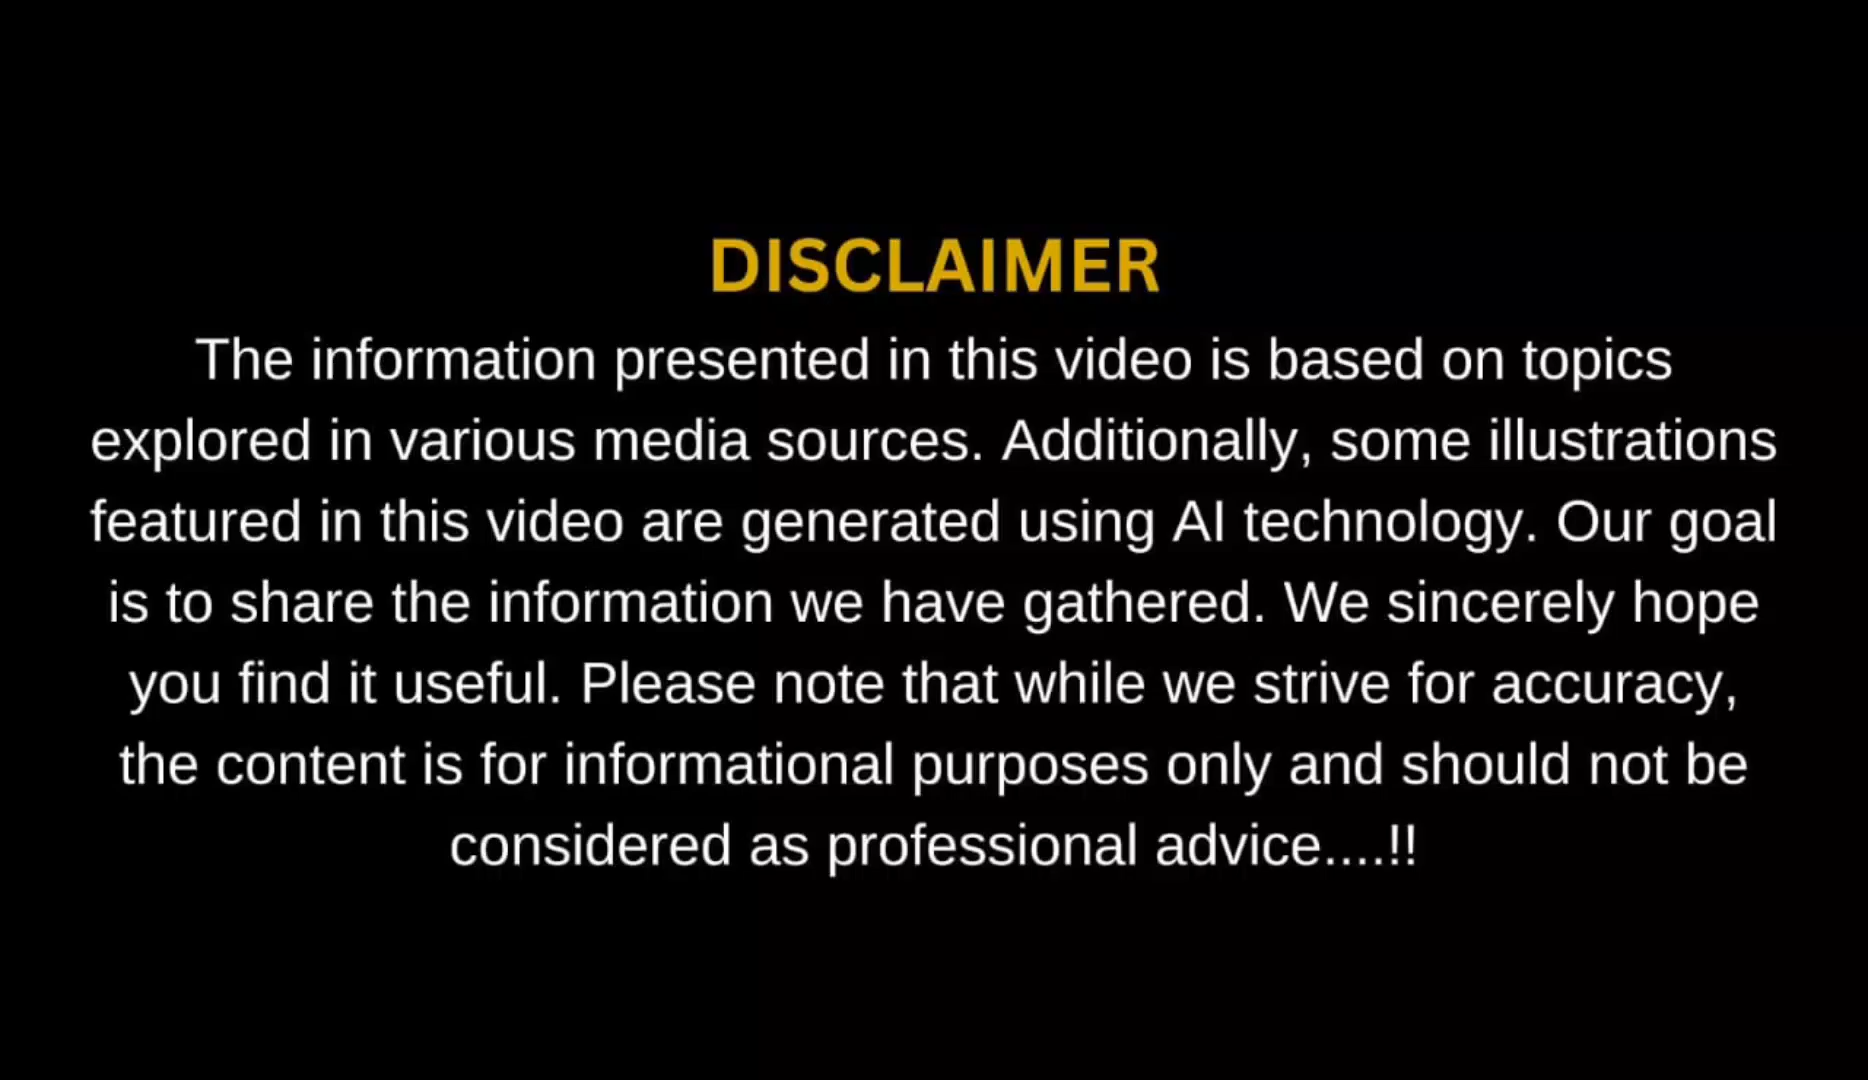 DISCLAIMER
The information presented in this video is based on topics
explored in various media sources. Additionally, some illustrations
featured in this video are generated using AI technology. Our goal
is to share the information we have gathered. We sincerely hope
you find it useful. Please note that while we strive for accuracy,
the content is for informational purposes only and should not be
considered as professional advice....!!